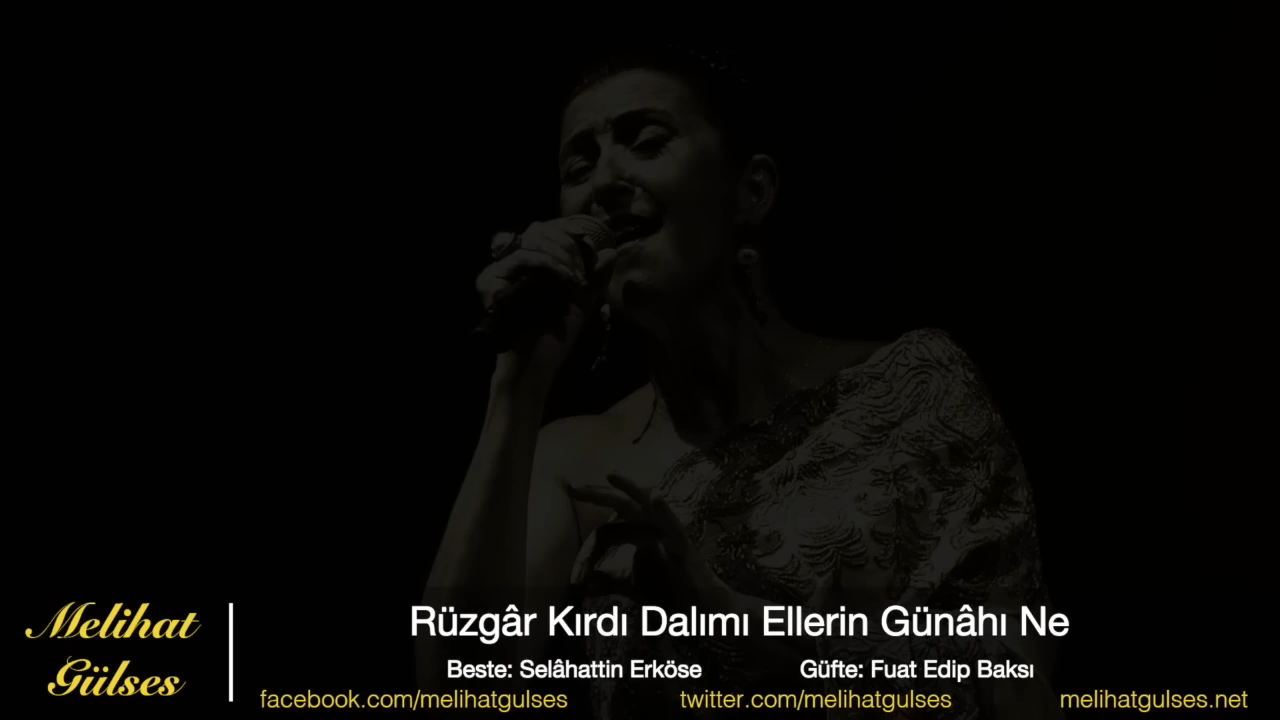 Melihat
Gülses
Rüzgâr Kırdı Dalımı Ellerin Günâhı Ne
Beste: Selâhattin Erköse Güfte: Fuat Edip Baksı
facebook.com/melihatgulses twitter.com/melihatgulses melihatgulses.net